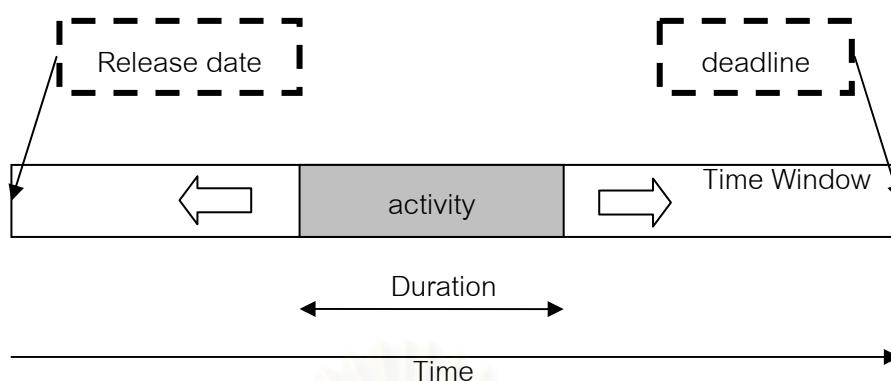 Release date
deadline
Time Window
activity
Duration
Time